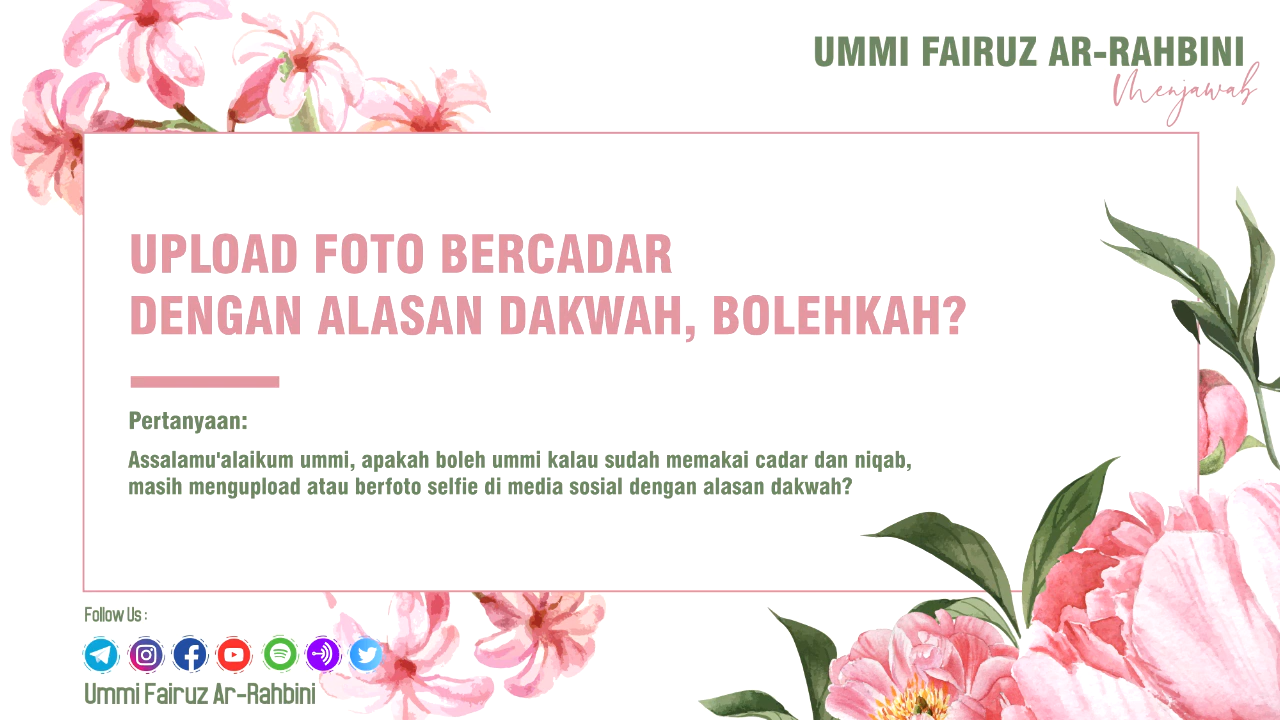 UMMI FAIRUZ AR-RAHBINI
Menjawab
UPLOAD FOTO BERCADAR
DENGAN ALASAN DAKWAH, BOLEHKAH?
Pertanyaan:
Assalamu'alaikum ummi, apakah boleh ummi kalau sudah memakai cadar dan niqab,
masih mengupload atau berfoto selfie di media sosial dengan alasan dakwah?
Follow Us :
Ummi Fairuz Ar-Rahbini